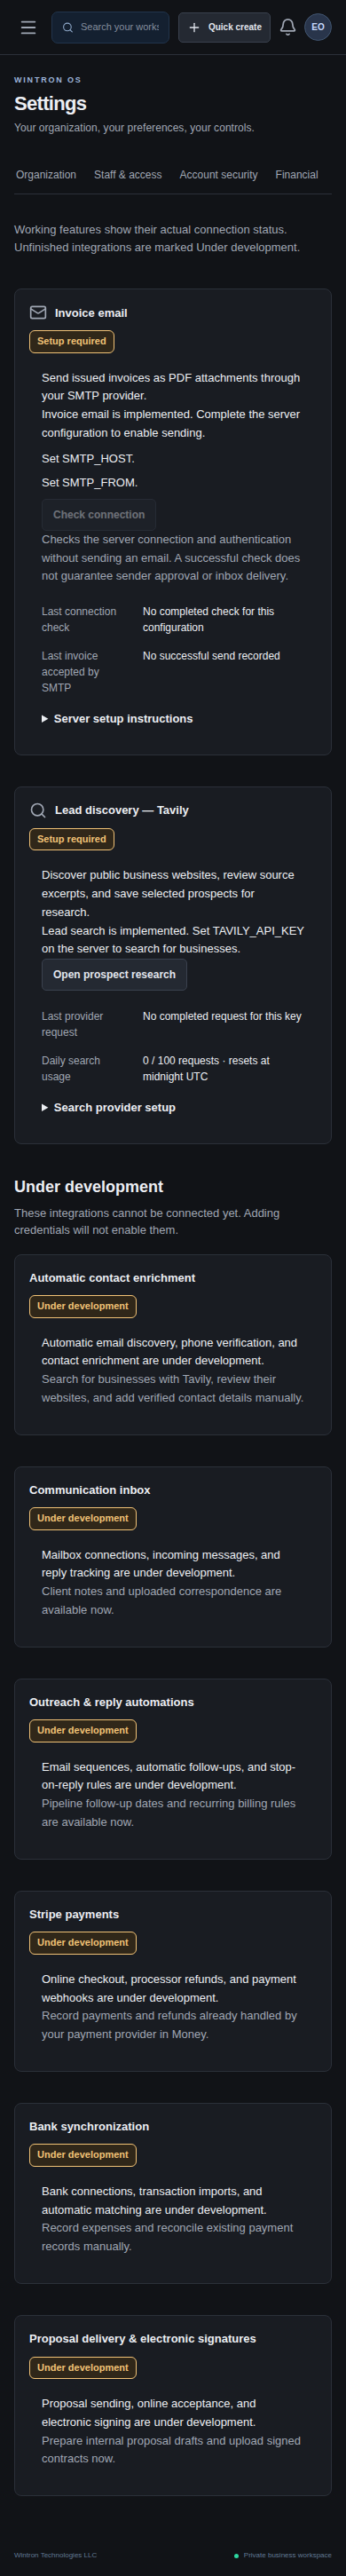 Search your works
Quick create
EO
WINTRON OS
Settings
Your organization, your preferences, your controls.
Organization Staff & access Account security Financial
Working features show their actual connection status.
Unfinished integrations are marked Under development.
Invoice email
Setup required
Send issued invoices as PDF attachments through
your SMTP provider.
Invoice email is implemented. Complete the server
configuration to enable sending.
Set SMTP_HOST.
Set SMTP_FROM.
Check connection
Checks the server connection and authentication
without sending an email. A successful check does
not guarantee sender approval or inbox delivery.
Last connection check
No completed check for this configuration
Last invoice accepted by SMTP
No successful send recorded
Server setup instructions
Lead discovery — Tavily
Setup required
Discover public business websites, review source
excerpts, and save selected prospects for
research.
Lead search is implemented. Set TAVILY_API_KEY
on the server to search for businesses.
Open prospect research
Last provider request
No completed request for this key
Daily search usage
0 / 100 requests · resets at midnight UTC
Search provider setup
Under development
These integrations cannot be connected yet. Adding
credentials will not enable them.
Automatic contact enrichment
Under development
Automatic email discovery, phone verification, and
contact enrichment are under development.
Search for businesses with Tavily, review their
websites, and add verified contact details manually.
Communication inbox
Under development
Mailbox connections, incoming messages, and
reply tracking are under development.
Client notes and uploaded correspondence are
available now.
Outreach & reply automations
Under development
Email sequences, automatic follow-ups, and stop-
on-reply rules are under development.
Pipeline follow-up dates and recurring billing rules
are available now.
Stripe payments
Under development
Online checkout, processor refunds, and payment
webhooks are under development.
Record payments and refunds already handled by
your payment provider in Money.
Bank synchronization
Under development
Bank connections, transaction imports, and
automatic matching are under development.
Record expenses and reconcile existing payment
records manually.
Proposal delivery & electronic signatures
Under development
Proposal sending, online acceptance, and
electronic signing are under development.
Prepare internal proposal drafts and upload signed
contracts now.
Wintron Technologies LLC
Private business workspace